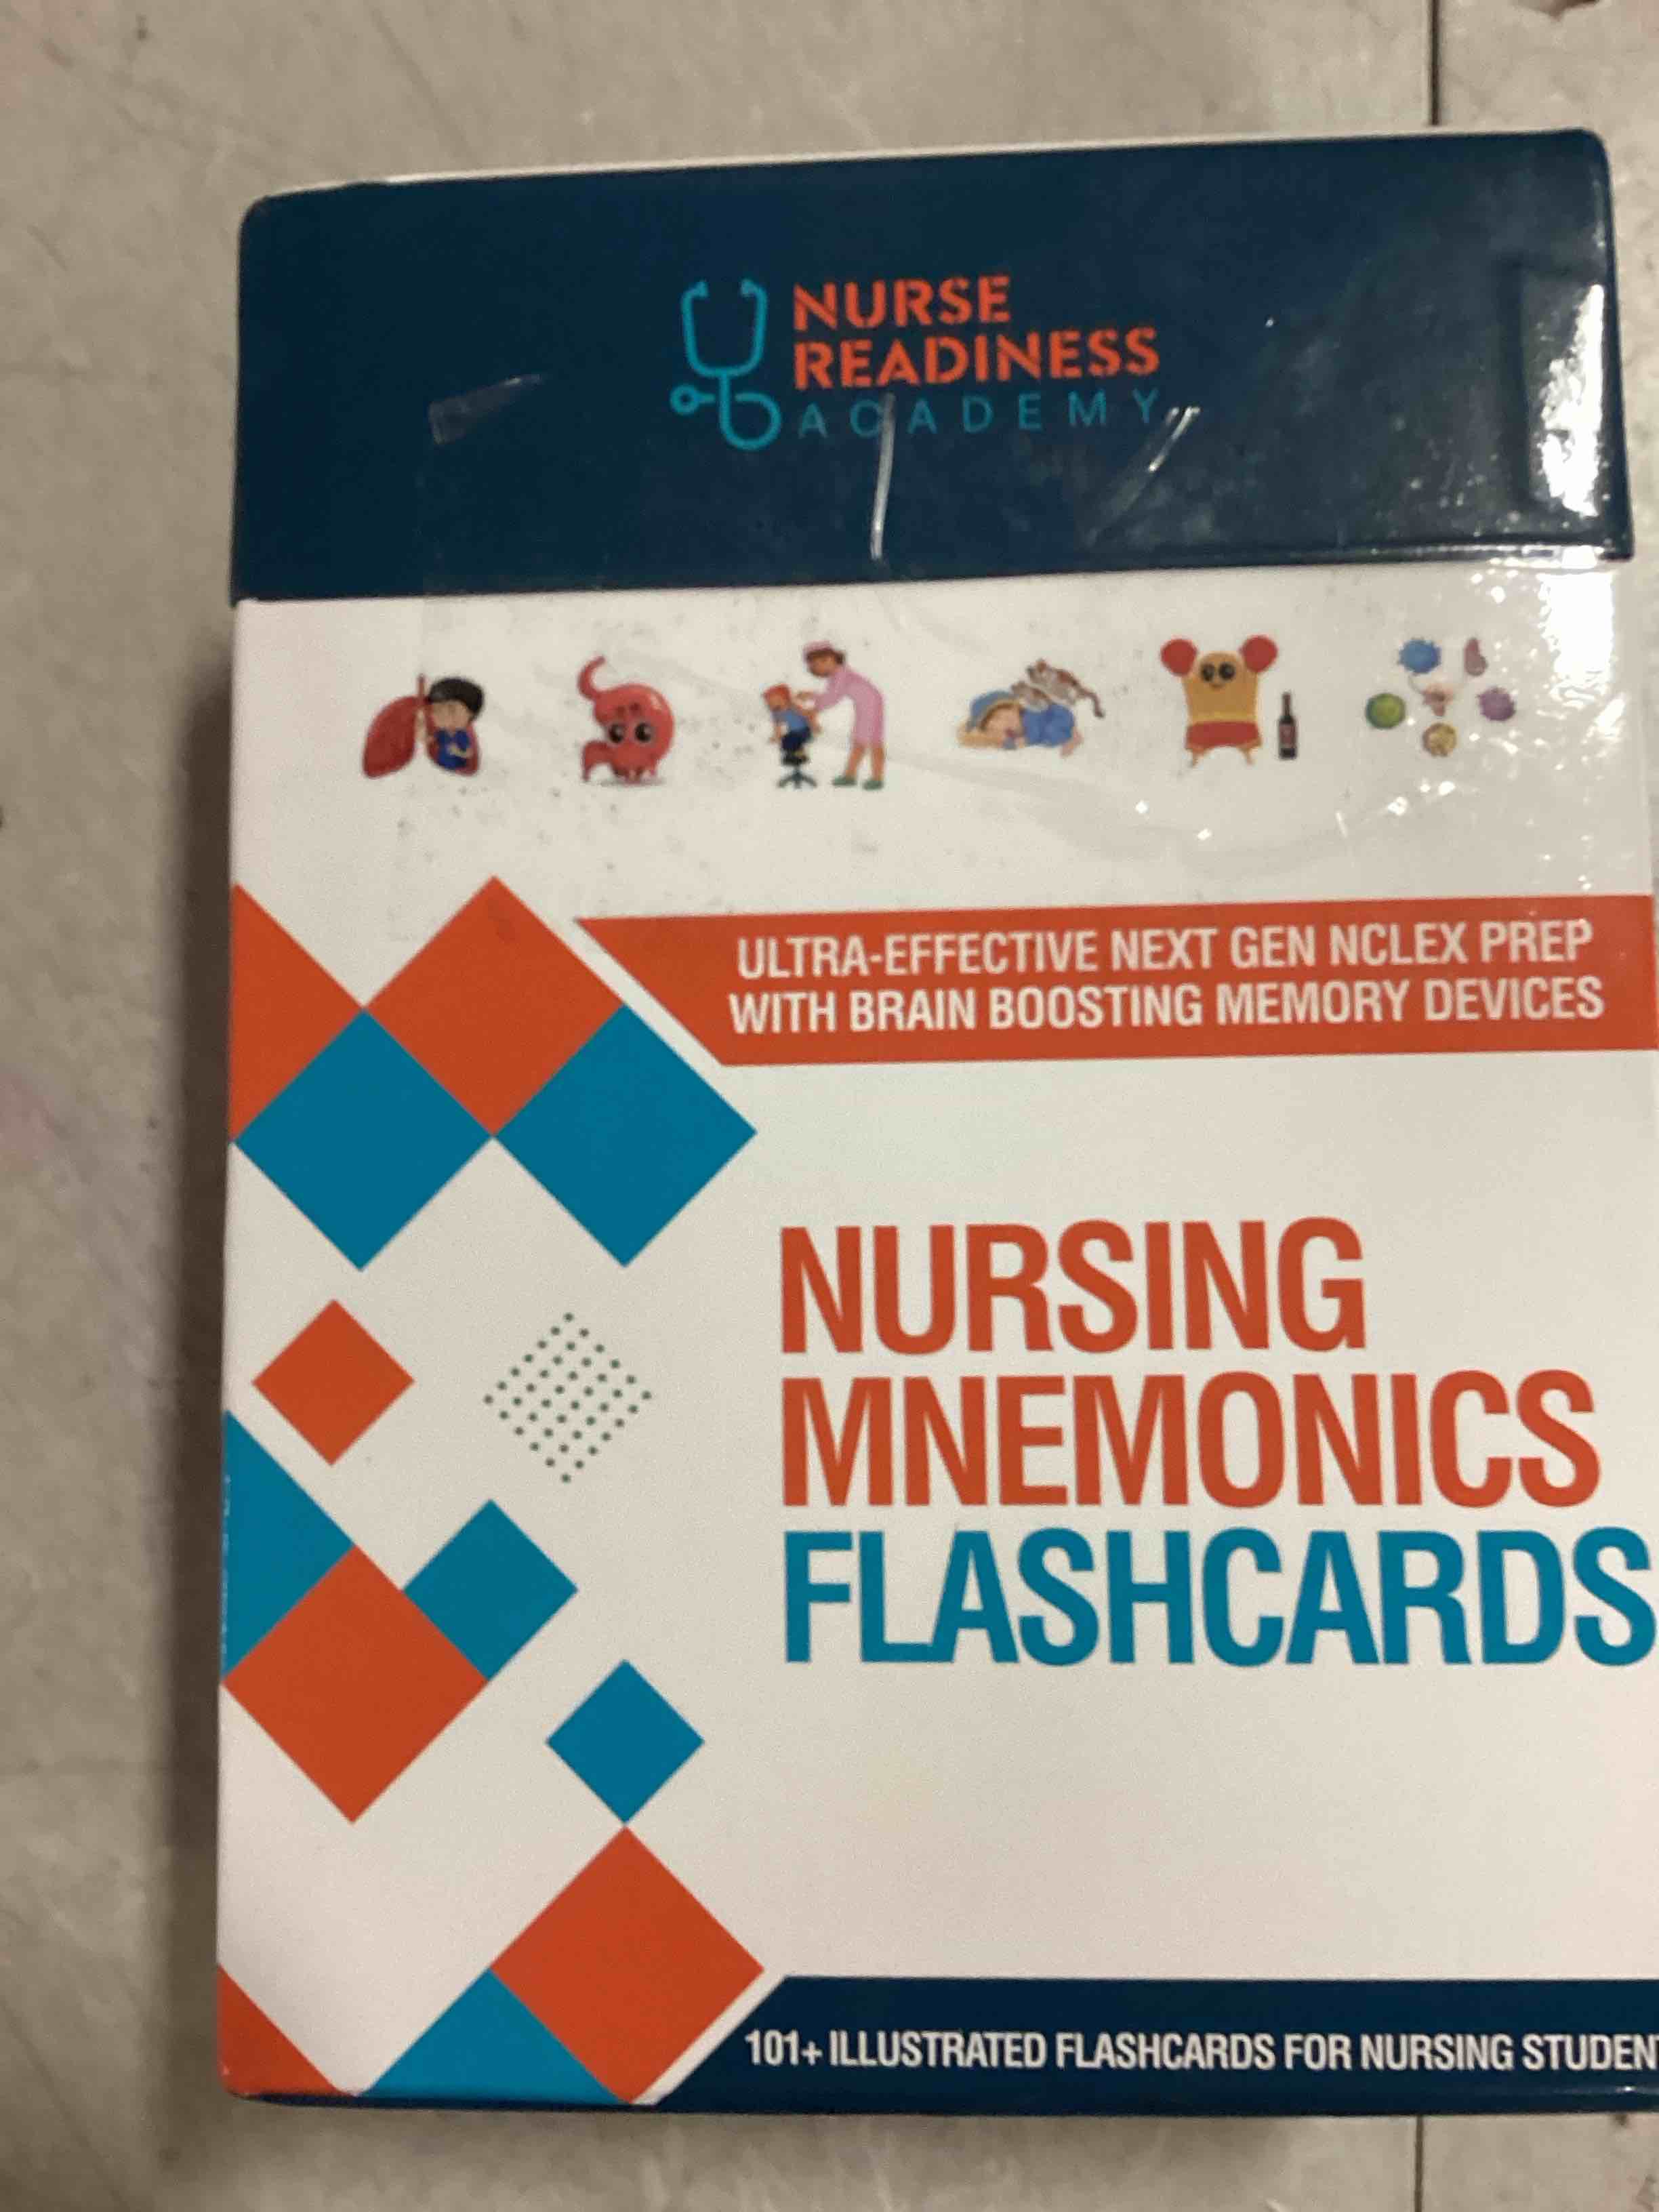 NURSE
READINESS
ACADEMY
ULTRA-EFFECTIVE NEXT GEN NCLEX PREP
WITH BRAIN BOOSTING MEMORY DEVICES
NURSING
MNEMONICS
FLASHCARDS
101+ ILLUSTRATED FLASHCARDS FOR NURSING STUDEN